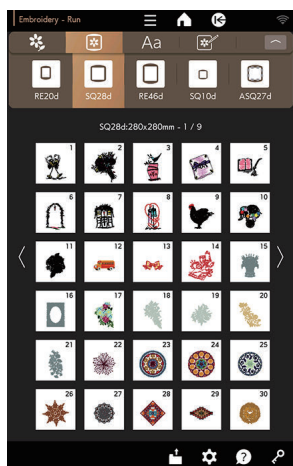 Embroidery - Run
Aa
RE20d SQ28d RE46d SQ10d ASQ27d
SQ28d:280x280mm - 1 / 9
1 2 3 4 5
6 7 8 9 10
11 12 13 14 15
16 17 18 19 20
21 22 23 24 25
26 27 28 29 30
?